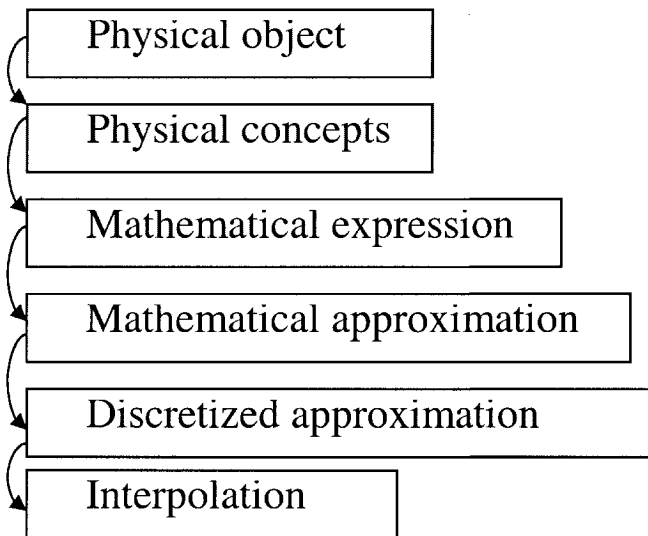 Physical object
Physical concepts
Mathematical expression
Mathematical approximation
Discretized approximation
Interpolation